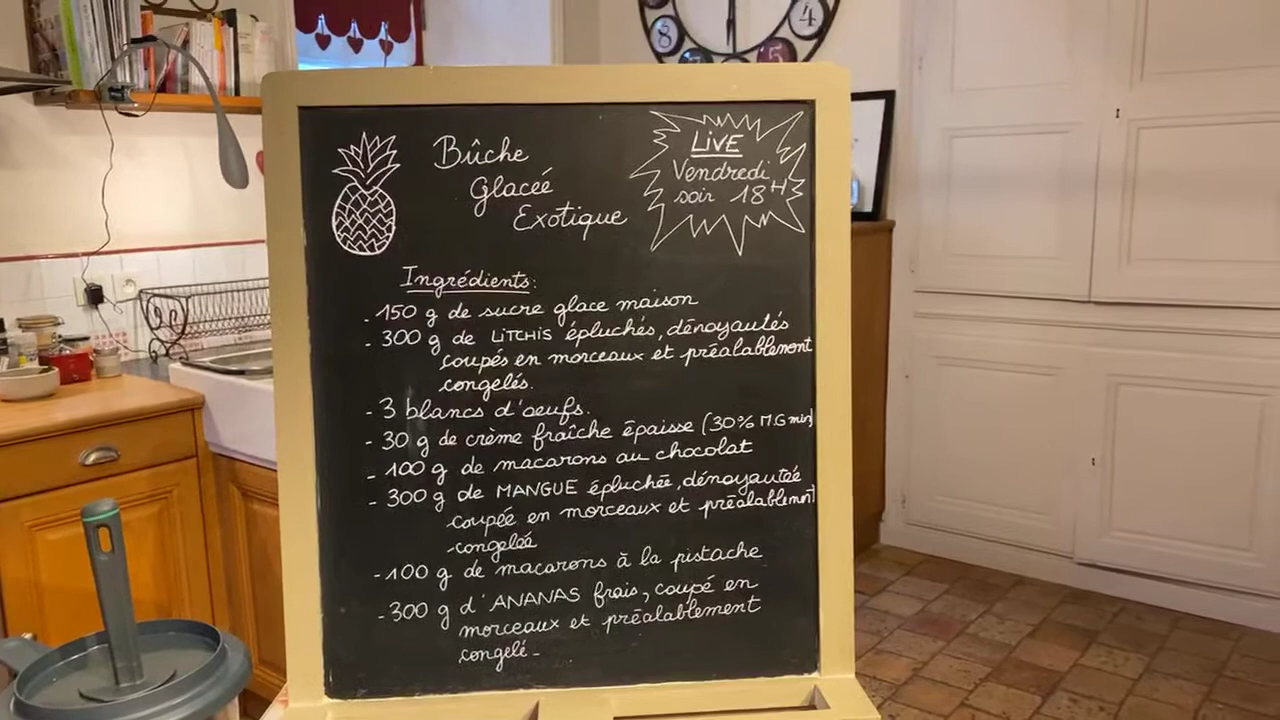 8
5
4
Bûche
Glacée
Exotique
LiVE
Vendredi
soir 18H
Ingrédients:
- 150 g de sucre glace maison
- 300 g de LiTCHiS épluchés, dénoyautés
coupés en morceaux et préalablement
congelés.
- 3 blancs d'oeufs.
- 30 g de crème fraîche épaisse (30% M.G min)
- 100 g de macarons au chocolat
- 300 g de MANGUE épluchée, dénoyautée
coupée en morceaux et préalablement
congelée
- 100 g de macarons à la pistache
- 300 g d'ANANAS frais, coupé en
morceaux et préalablement
congelé -